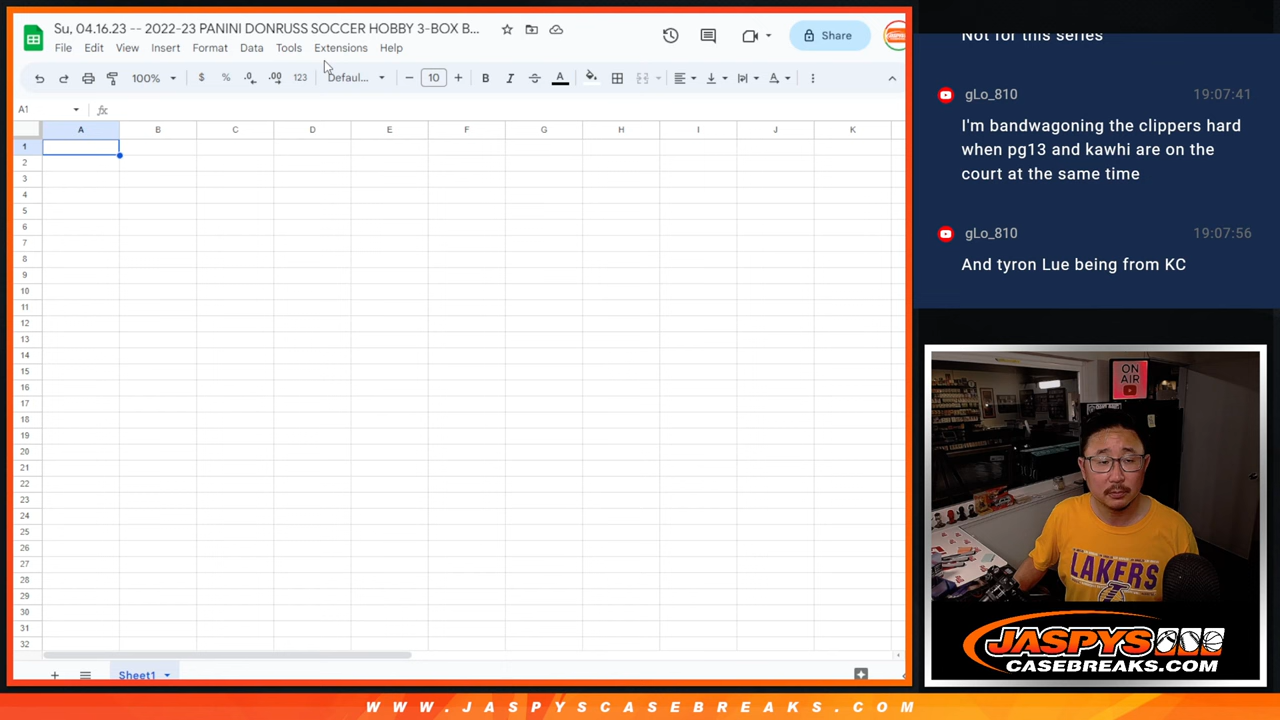 Su, 04.16.23 -- 2022-23 PANINI DONRUSS SOCCER HOBBY 3-BOX B...
File Edit View Insert Format Data Tools Extensions Help
Share
100% $ % .0 .00 123 Defaul... 10 B I A
A1 fx
A B C D E F G H I J K
1
2
3
4
5
6
7
8
9
10
11
12
13
14
15
16
17
18
19
20
21
22
23
24
25
26
27
28
29
30
31
32
Sheet1
Not for this series
gLo_810 19:07:41
I'm bandwagoning the clippers hard
when pg13 and kawhi are on the
court at the same time
gLo_810 19:07:56
And tyron Lue being from KC
ON
AIR
LAKERS
JASPYS
CASEBREAKS.COM
WWW.JASPYSCASEBREAKS.COM